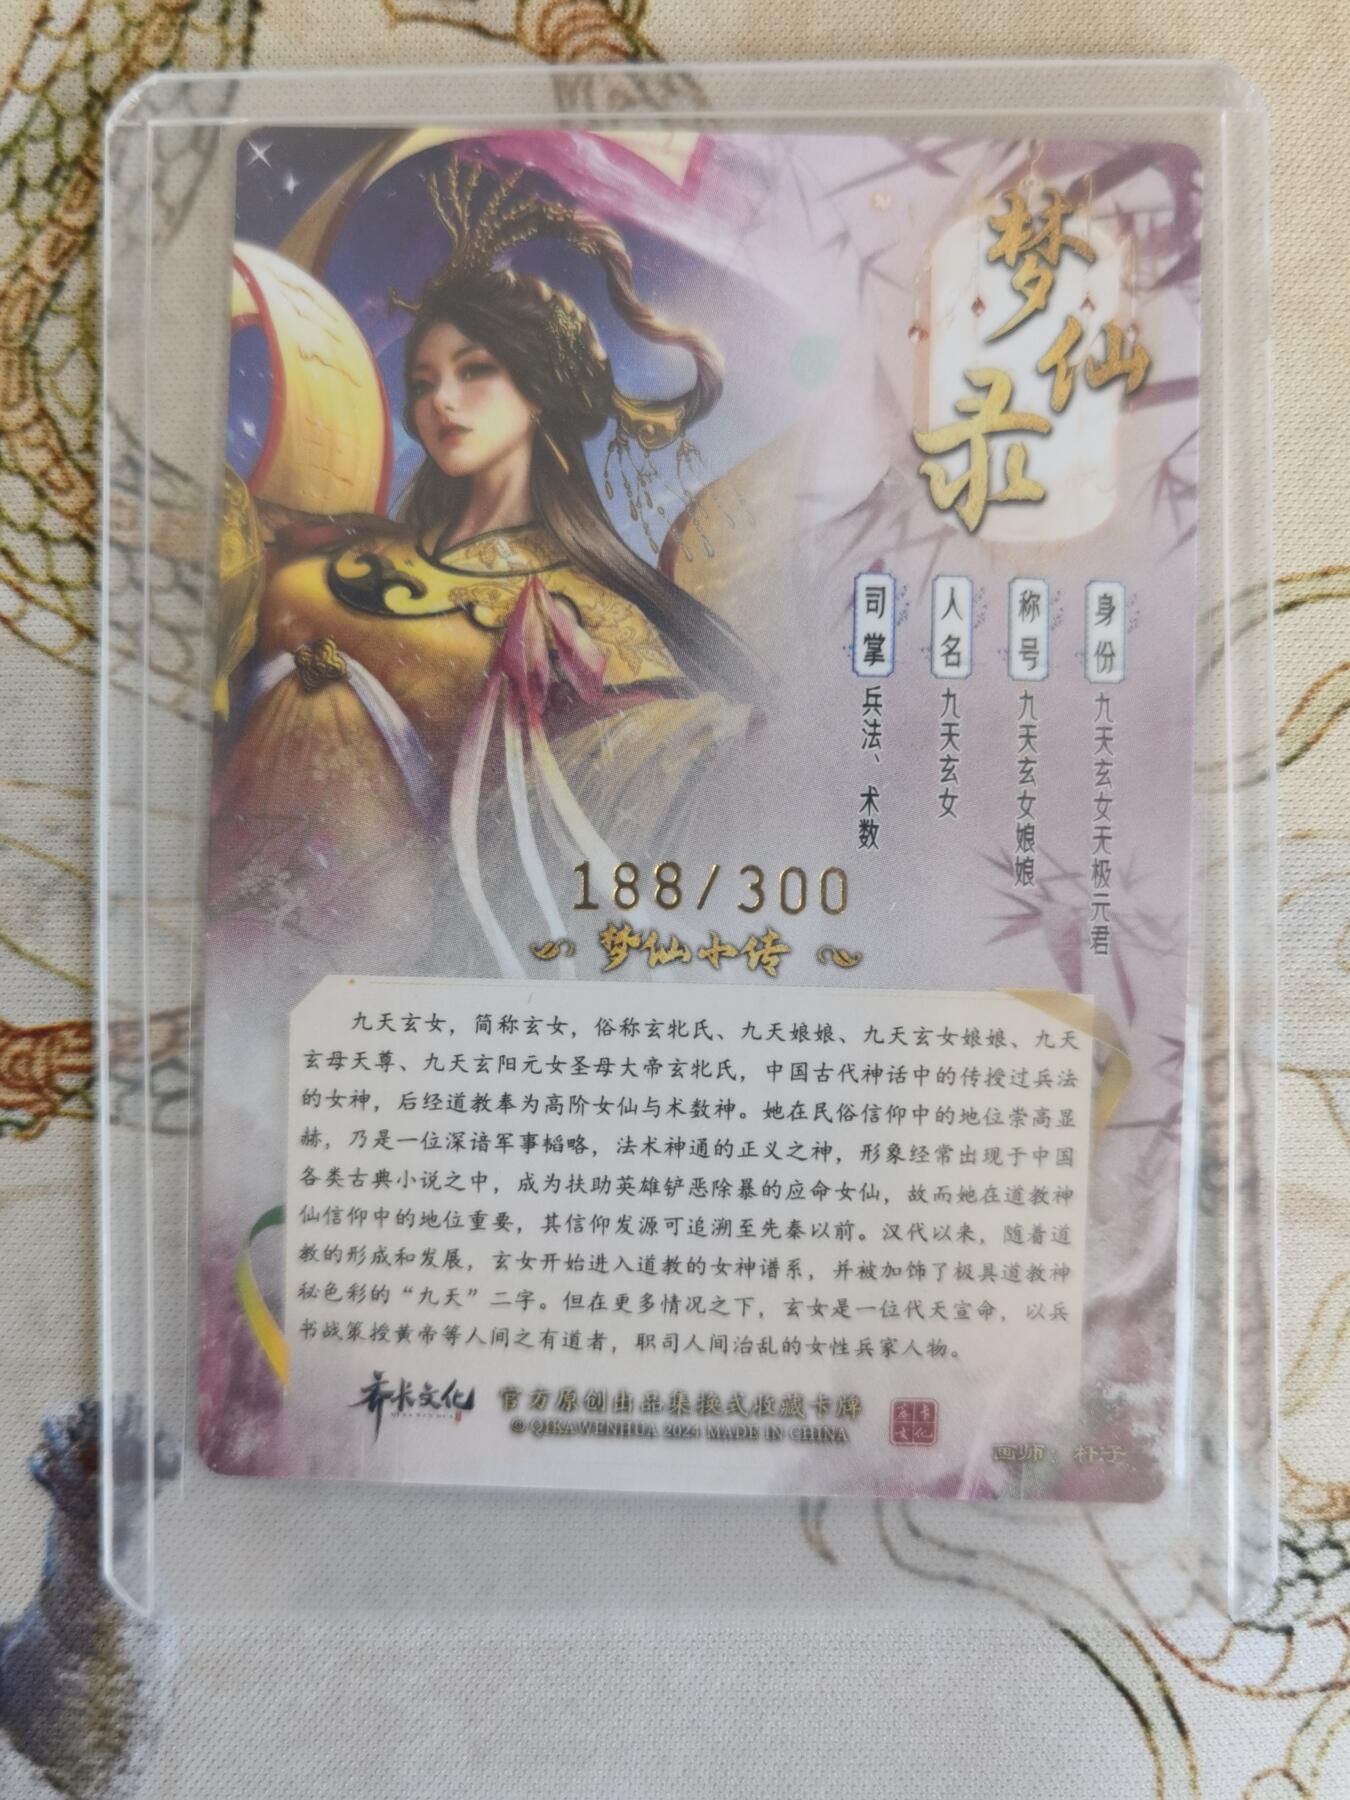 梦仙录
身份 九天玄女无极元君
称号 九天玄女娘娘
人名 九天玄女
司掌 兵法、术数
188/300
梦仙小传
九天玄女，简称玄女，俗称玄牝氏、九天娘娘、九天玄女娘娘、九天
玄母天尊、九天玄阳元女圣母大帝玄牝氏，中国古代神话中的传授过兵法
的女神，后经道教奉为高阶女仙与术数神。她在民俗信仰中的地位崇高显
赫，乃是一位深谙军事韬略，法术神通的正义之神，形象经常出现于中国
各类古典小说之中，成为扶助英雄铲恶除暴的应命女仙，故而她在道教神
仙信仰中的地位重要，其信仰发源可追溯至先秦以前。汉代以来，随着道
教的形成和发展，玄女开始进入道教的女神谱系，并被加饰了极具道教神
秘色彩的“九天”二字。但在更多情况之下，玄女是一位代天宣命，以兵
书战策授黄帝等人间之有道者，职司人间治乱的女性兵家人物。
齐卡文化 官方原创出品集换式收藏卡牌
© QIKAWENHUA 2024 MADE IN CHINA
画师：朴子